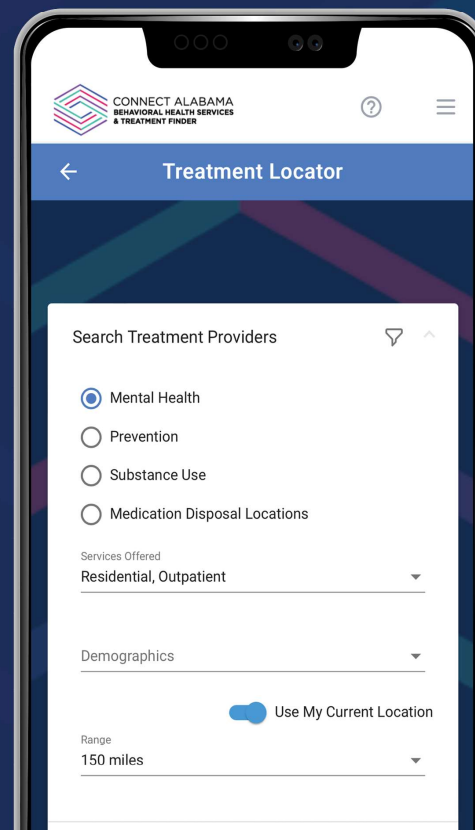 CONNECT ALABAMA
BEHAVIORAL HEALTH SERVICES
& TREATMENT FINDER
?
Treatment Locator
Search Treatment Providers
Mental Health
Prevention
Substance Use
Medication Disposal Locations
Services Offered
Residential, Outpatient
Demographics
Use My Current Location
Range
150 miles